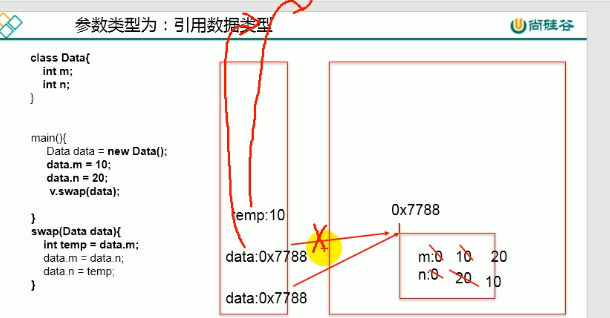 参数类型为：引用数据类型
尚硅谷
class Data{
int m;
int n;
}
main(){
Data data = new Data();
data.m = 10;
data.n = 20;
v.swap(data);
}
swap(Data data){
int temp = data.m;
data.m = data.n;
data.n = temp;
}
temp:10
data:0x7788
data:0x7788
0x7788
m:0 10 20
n:0 20 10